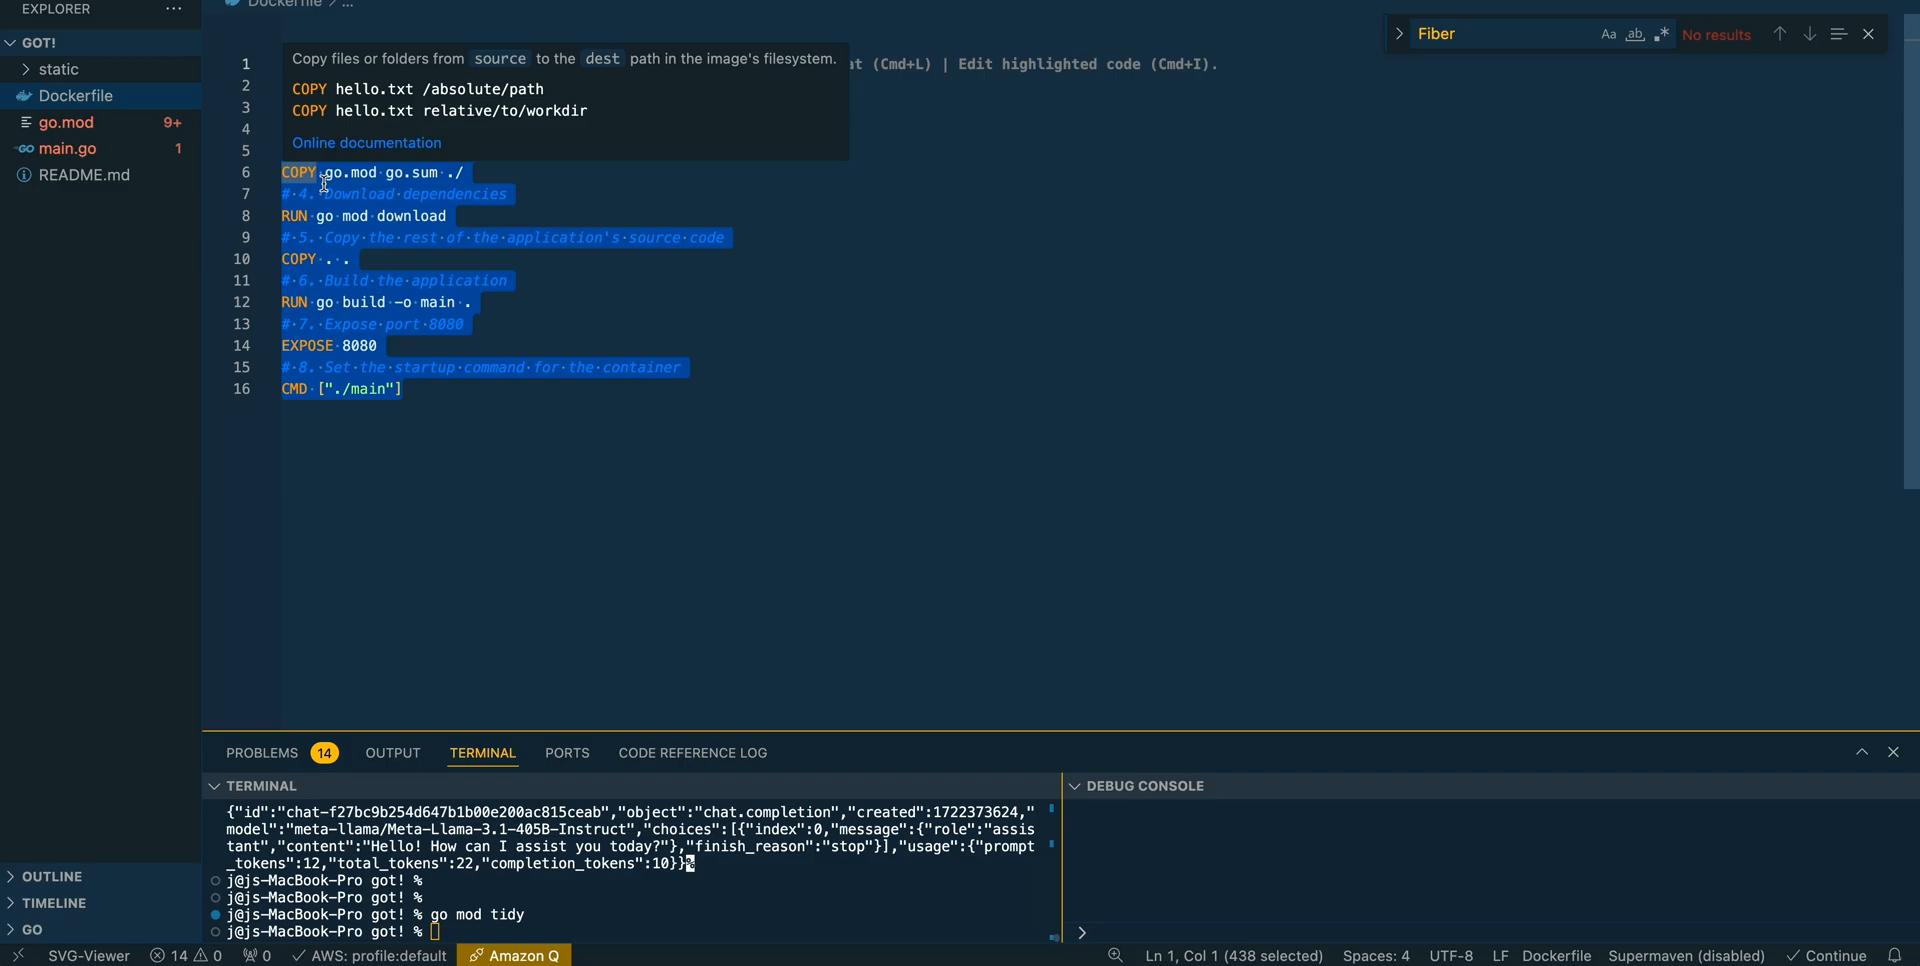 EXPLORER
Dockerfile > ...
GOT!
static
Dockerfile
go.mod 9+
main.go 1
README.md
Fiber
Aa
ab
No results
1
2
3
4
5
6
7
8
9
10
11
12
13
14
15
16
Copy files or folders from source to the dest path in the image's filesystem.
at (Cmd+L) | Edit highlighted code (Cmd+I).
COPY hello.txt /absolute/path
COPY hello.txt relative/to/workdir
Online documentation
COPY go.mod go.sum ./
# 4. Download dependencies
RUN go mod download
# 5. Copy the rest of the application's source code
COPY . .
# 6. Build the application
RUN go build -o main .
# 7. Expose port 8080
EXPOSE 8080
# 8. Set the startup command for the container
CMD ["./main"]
PROBLEMS 14 OUTPUT TERMINAL PORTS CODE REFERENCE LOG
TERMINAL
DEBUG CONSOLE
{"id":"chat-f27bc9b254d647b1b00e200ac815ceab","object":"chat.completion","created":1722373624,"
model":"meta-llama/Meta-Llama-3.1-405B-Instruct","choices":[{"index":0,"message":{"role":"assis
tant","content":"Hello! How can I assist you today?"},"finish_reason":"stop"}],"usage":{"prompt
_tokens":12,"total_tokens":22,"completion_tokens":10}}%
j@js-MacBook-Pro got! %
j@js-MacBook-Pro got! %
j@js-MacBook-Pro got! % go mod tidy
j@js-MacBook-Pro got! %
OUTLINE
TIMELINE
GO
SVG-Viewer 14 0 0 AWS: profile:default Amazon Q Ln 1, Col 1 (438 selected) Spaces: 4 UTF-8 LF Dockerfile Supermaven (disabled) Continue